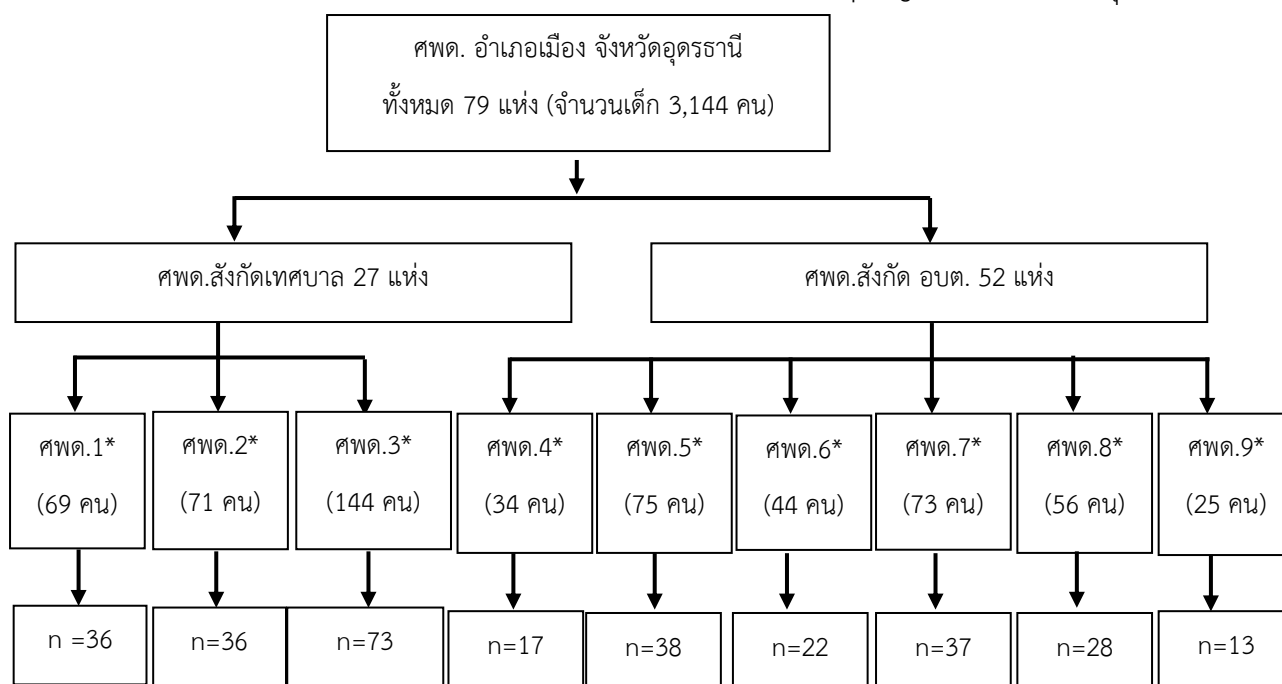 ศพด. อำเภอเมือง จังหวัดอุดรธานี
ทั้งหมด 79 แห่ง (จำนวนเด็ก 3,144 คน)
ศพด.สังกัดเทศบาล 27 แห่ง
ศพด.สังกัด อบต. 52 แห่ง
ศพด.1*
(69 คน)
ศพด.2*
(71 คน)
ศพด.3*
(144 คน)
ศพด.4*
(34 คน)
ศพด.5*
(75 คน)
ศพด.6*
(44 คน)
ศพด.7*
(73 คน)
ศพด.8*
(56 คน)
ศพด.9*
(25 คน)
n =36
n=36
n=73
n=17
n=38
n=22
n=37
n=28
n=13